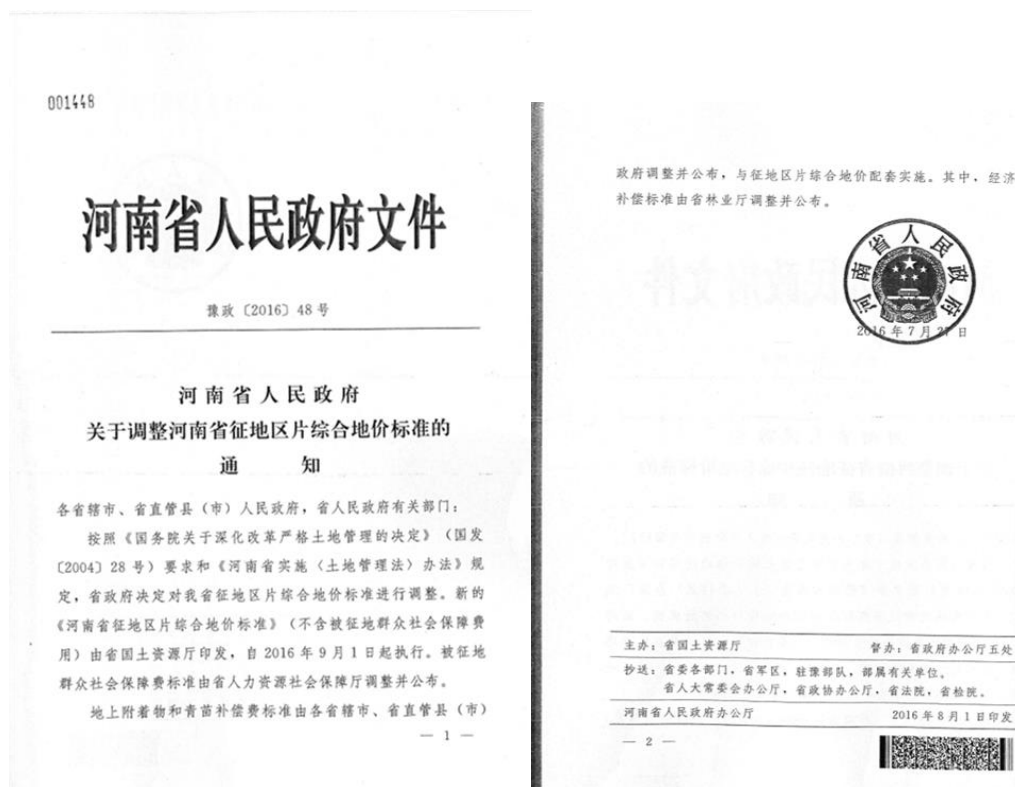 001448
河南省人民政府文件
豫政〔2016〕48号
河南省人民政府
关于调整河南省征地区片综合地价标准的
通 知
各省辖市、省直管县（市）人民政府，省人民政府有关部门：
按照《国务院关于深化改革严格土地管理的决定》（国发
〔2004〕28号）要求和《河南省实施〈土地管理法〉办法》规
定，省政府决定对我省征地区片综合地价标准进行调整。新的
《河南省征地区片综合地价标准》（不含被征地群众社会保障费
用）由省国土资源厅印发，自2016年9月1日起执行。被征地
群众社会保障费标准由省人力资源社会保障厅调整并公布。
地上附着物和青苗补偿费标准由各省辖市、省直管县（市）
— 1 —
政府调整并公布，与征地区片综合地价配套实施。其中，经济
补偿标准由省林业厅调整并公布。
河南省人民政府
2016年7月27日
主办：省国土资源厅 督办：省政府办公厅五处
抄送：省委各部门，省军区，驻豫部队，部属有关单位。
省人大常委会办公厅，省政协办公厅，省法院，省检院。
河南省人民政府办公厅 2016年8月1日印发
— 2 —